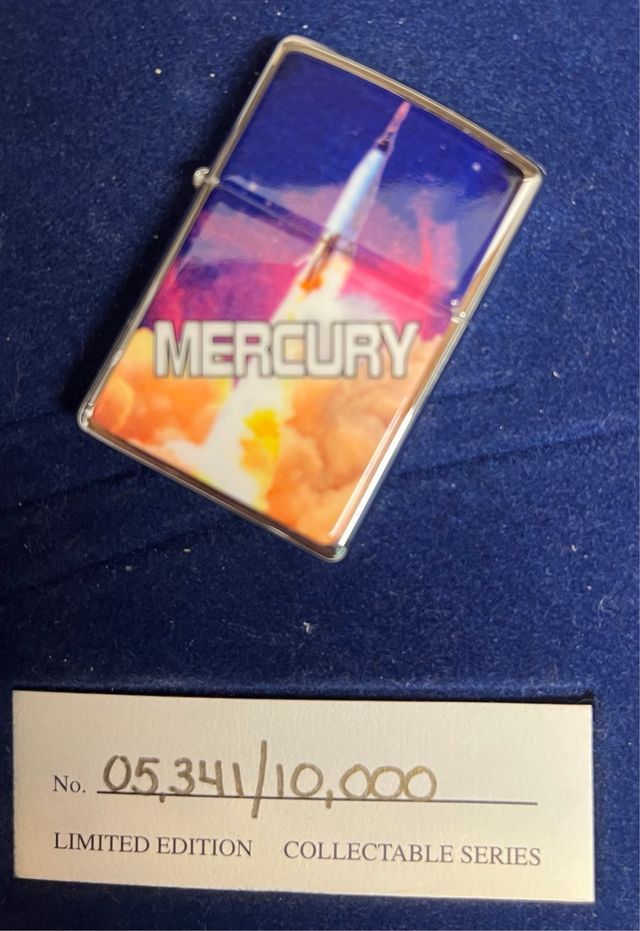 MERCURY
No. 05,341/10,000
LIMITED EDITION COLLECTABLE SERIES